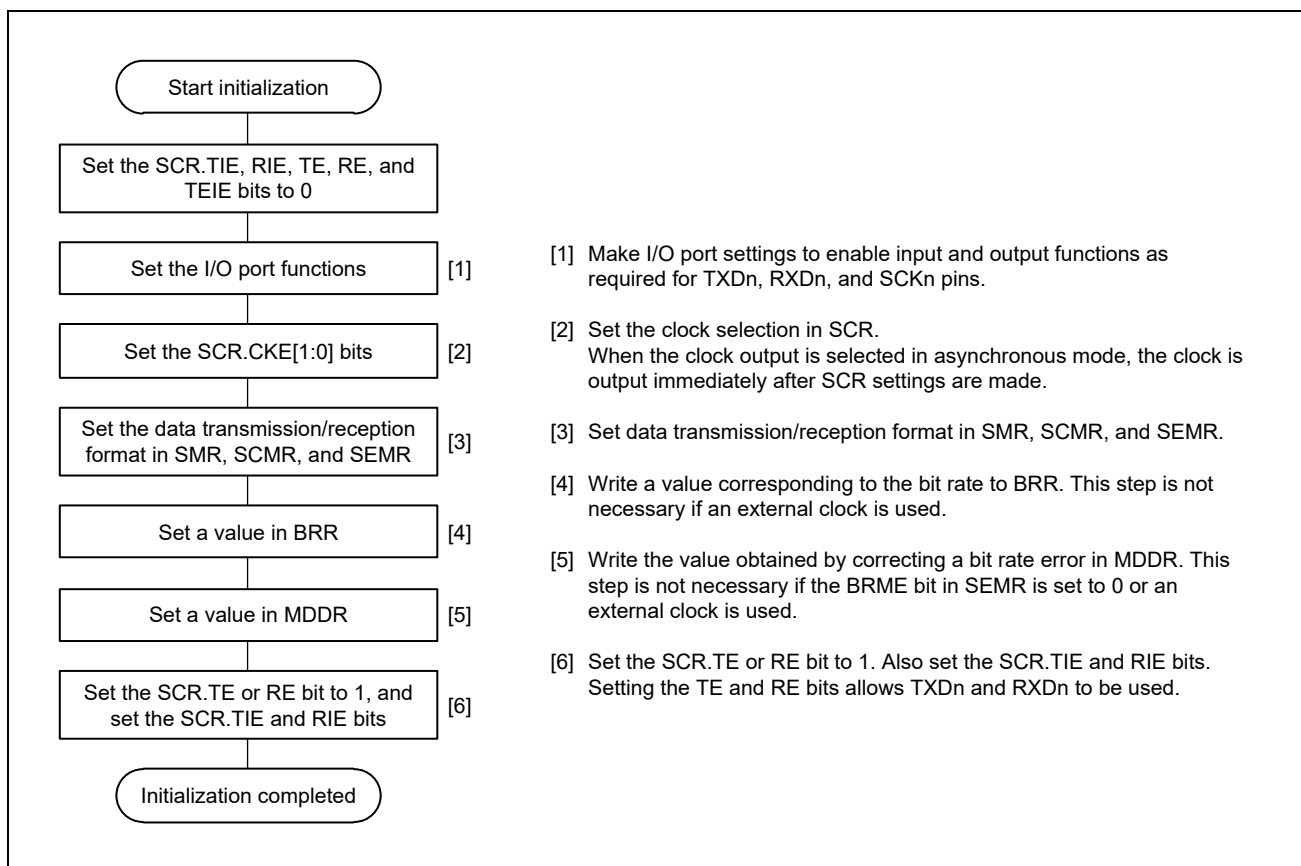 Start initialization
Set the SCR.TIE, RIE, TE, RE, and
TEIE bits to 0
Set the I/O port functions
[1]
Set the SCR.CKE[1:0] bits
[2]
Set the data transmission/reception
format in SMR, SCMR, and SEMR
[3]
Set a value in BRR
[4]
Set a value in MDDR
[5]
Set the SCR.TE or RE bit to 1, and
set the SCR.TIE and RIE bits
[6]
Initialization completed
[1] Make I/O port settings to enable input and output functions as
required for TXDn, RXDn, and SCKn pins.
[2] Set the clock selection in SCR.
When the clock output is selected in asynchronous mode, the clock is
output immediately after SCR settings are made.
[3] Set data transmission/reception format in SMR, SCMR, and SEMR.
[4] Write a value corresponding to the bit rate to BRR. This step is not
necessary if an external clock is used.
[5] Write the value obtained by correcting a bit rate error in MDDR. This
step is not necessary if the BRME bit in SEMR is set to 0 or an
external clock is used.
[6] Set the SCR.TE or RE bit to 1. Also set the SCR.TIE and RIE bits.
Setting the TE and RE bits allows TXDn and RXDn to be used.